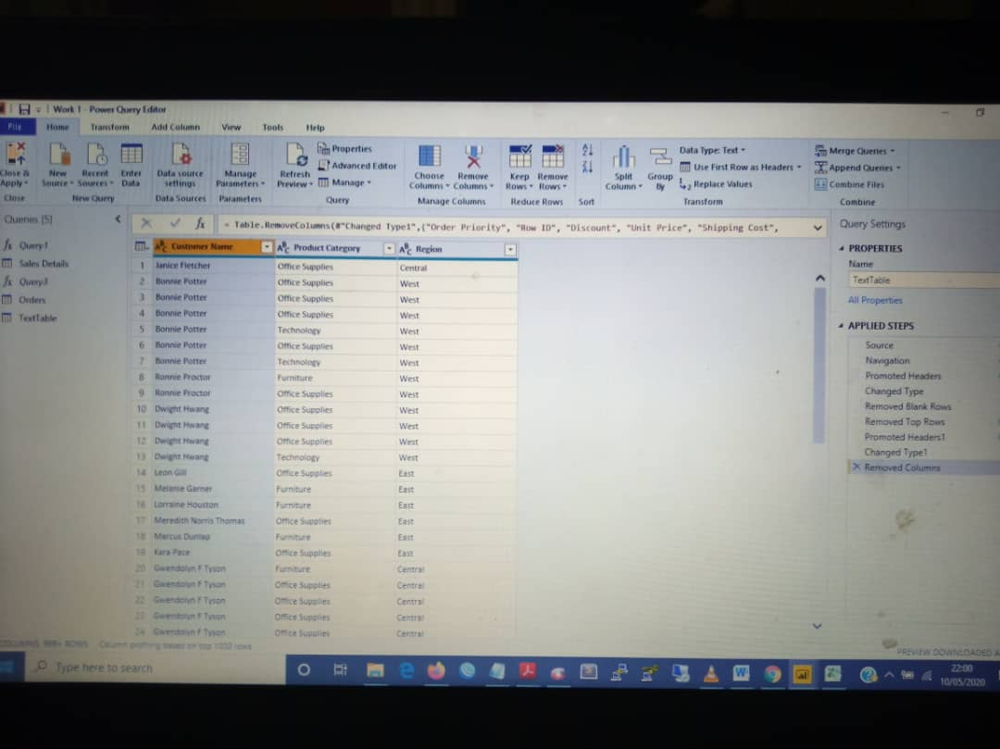 Work 1 - Power Query Editor
File Home Transform Add Column View Tools Help
Close & Apply
New Source
Recent Sources
Enter Data
Data source settings
Manage Parameters
Refresh Preview
Properties
Advanced Editor
Manage
Choose Columns
Remove Columns
Keep Rows
Remove Rows
Split Column
Group By
Data Type: Text
Use First Row as Headers
Replace Values
Merge Queries
Append Queries
Combine Files
Close New Query Data Sources Parameters Query Manage Columns Reduce Rows Sort Transform Combine
Queries [5]
fx Query1
Sales Details
fx Query3
Orders
TextTable
fx = Table.RemoveColumns(#"Changed Type1",{"Order Priority", "Row ID", "Discount", "Unit Price", "Shipping Cost",
ABC Customer Name ABC Product Category ABC Region
1 Janice Fletcher Office Supplies Central
2 Bonnie Potter Office Supplies West
3 Bonnie Potter Office Supplies West
4 Bonnie Potter Office Supplies West
5 Bonnie Potter Technology West
6 Bonnie Potter Office Supplies West
7 Bonnie Potter Technology West
8 Ronnie Proctor Furniture West
9 Ronnie Proctor Office Supplies West
10 Dwight Hwang Office Supplies West
11 Dwight Hwang Office Supplies West
12 Dwight Hwang Office Supplies West
13 Dwight Hwang Technology West
14 Leon Gill Office Supplies East
15 Melanie Garner Furniture East
16 Lorraine Houston Furniture East
17 Meredith Norris Thomas Office Supplies East
18 Marcus Dunlap Furniture East
19 Kara Pace Office Supplies East
20 Gwendolyn F Tyson Furniture Central
21 Gwendolyn F Tyson Office Supplies Central
22 Gwendolyn F Tyson Office Supplies Central
23 Gwendolyn F Tyson Office Supplies Central
24 Gwendolyn F Tyson Office Supplies Central
Query Settings
PROPERTIES
Name
TextTable
All Properties
APPLIED STEPS
Source
Navigation
Promoted Headers
Changed Type
Removed Blank Rows
Removed Top Rows
Promoted Headers1
Changed Type1
Removed Columns
COLUMNS, 999+ ROWS Column profiling based on top 1000 rows
PREVIEW DOWNLOADED A
Type here to search
22:00
10/05/2020